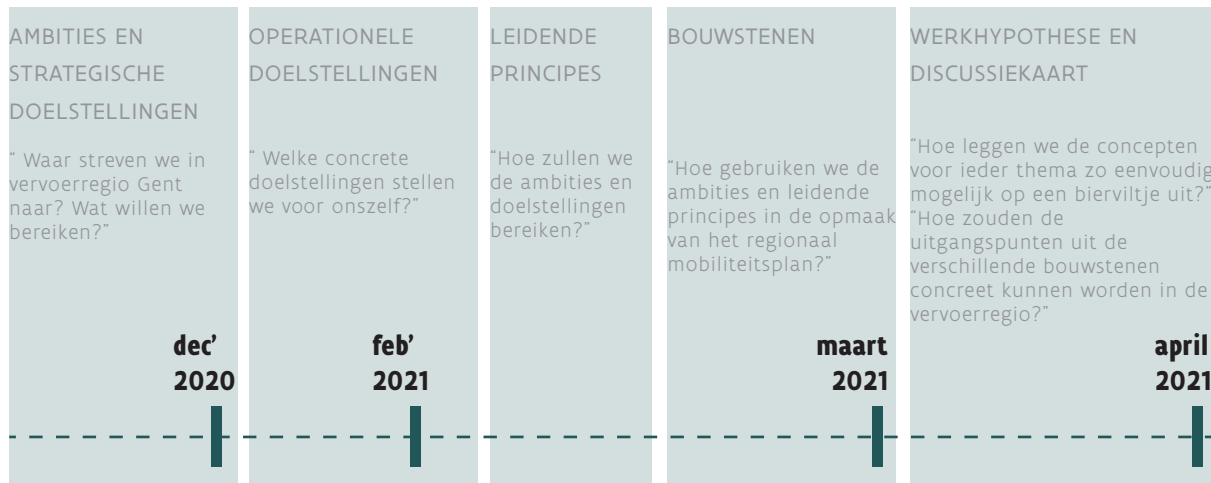 AMBITIES EN
STRATEGISCHE
DOELSTELLINGEN
“ Waar streven we in
vervoerregio Gent
naar? Wat willen we
bereiken?”
dec’
2020
OPERATIONELE
DOELSTELLINGEN
“ Welke concrete
doelstellingen stellen
we voor onszelf?”
feb’
2021
LEIDENDE
PRINCIPES
“Hoe zullen we
de ambities en
doelstellingen
bereiken?”
BOUWSTENEN
“Hoe gebruiken we de
ambities en leidende
principes in de opmaak
van het regionaal
mobiliteitsplan?”
maart
2021
WERKHYPOTHESE EN
DISCUSSIEKAART
“Hoe leggen we de concepten
voor ieder thema zo eenvoudig
mogelijk op een bierviltje uit?”
“Hoe zouden de
uitgangspunten uit de
verschillende bouwstenen
concreet kunnen worden in de
vervoerregio?”
april
2021